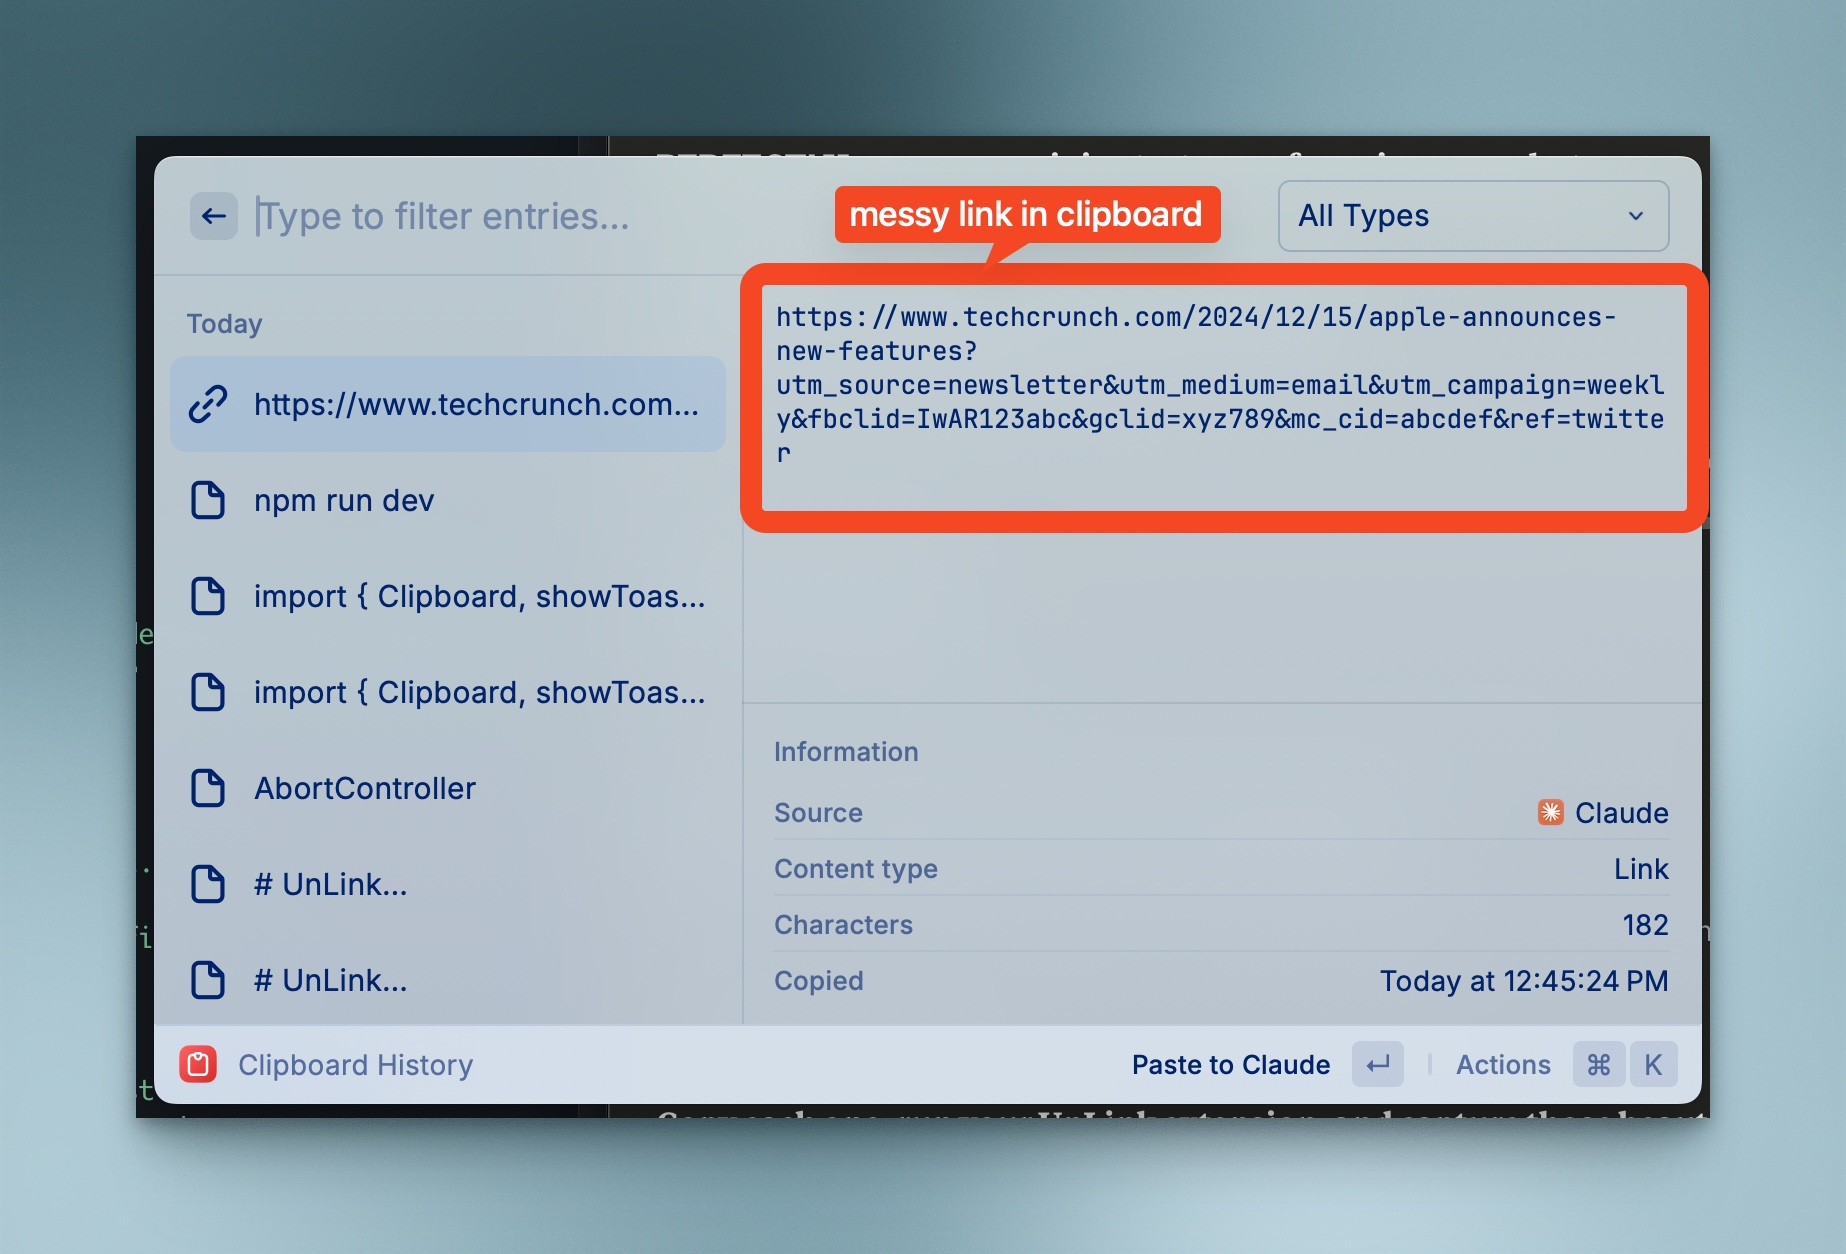 Type to filter entries...
messy link in clipboard
All Types
Today
https://www.techcrunch.com...
npm run dev
import { Clipboard, showToas...
import { Clipboard, showToas...
AbortController
# UnLink...
# UnLink...
https://www.techcrunch.com/2024/12/15/apple-announces-
new-features?
utm_source=newsletter&utm_medium=email&utm_campaign=weekl
y&fbclid=IwAR123abc&gclid=xyz789&mc_cid=abcdef&ref=twitte
r
Information
Source Claude
Content type Link
Characters 182
Copied Today at 12:45:24 PM
Clipboard History
Paste to Claude
Actions ⌘ K